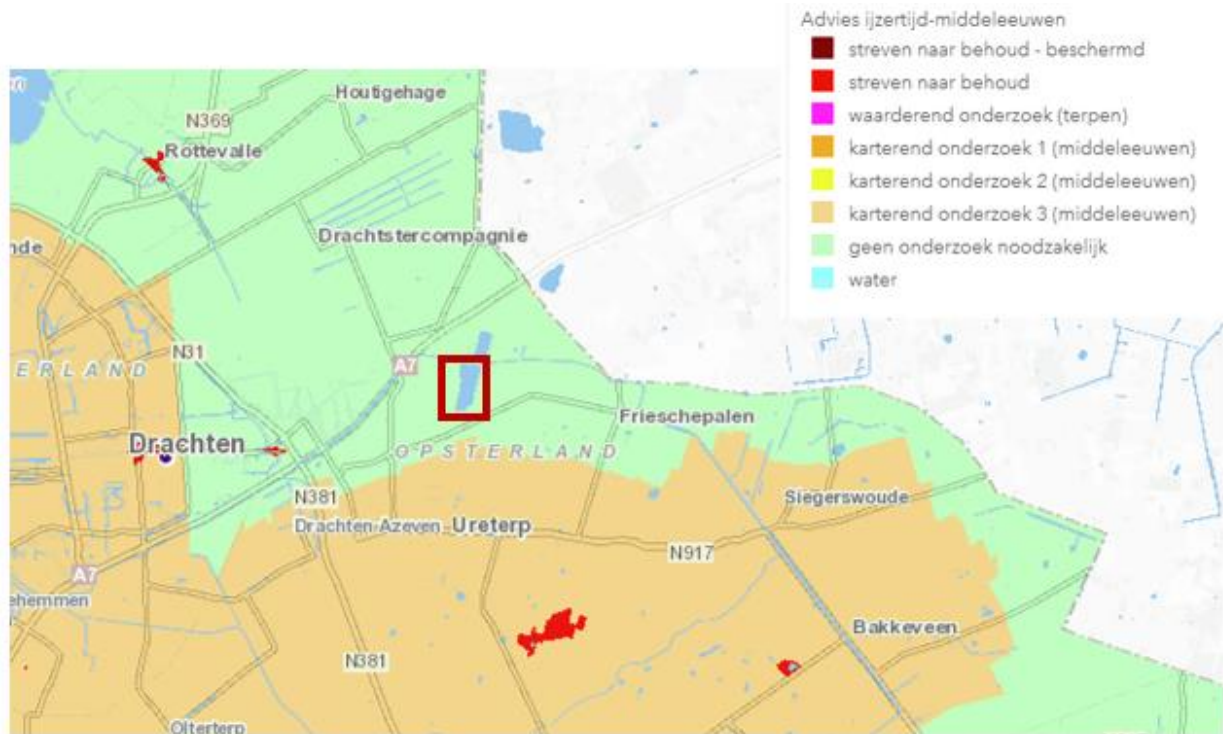 Advies ijzertijd-middeleeuwen
streven naar behoud - beschermd
streven naar behoud
waarderend onderzoek (terpen)
karterend onderzoek 1 (middeleeuwen)
karterend onderzoek 2 (middeleeuwen)
karterend onderzoek 3 (middeleeuwen)
geen onderzoek noodzakelijk
water
Houtigehage
N369
Rottevalle
Drachtstercompagnie
nde
N31
A7
ERLAND
Frieschepalen
Drachten
OPSTERLAND
N381
Siegerswoude
Drachten-Azeven
Ureterp
N917
A7
ehemmen
Bakkeveen
N381
Olterterp